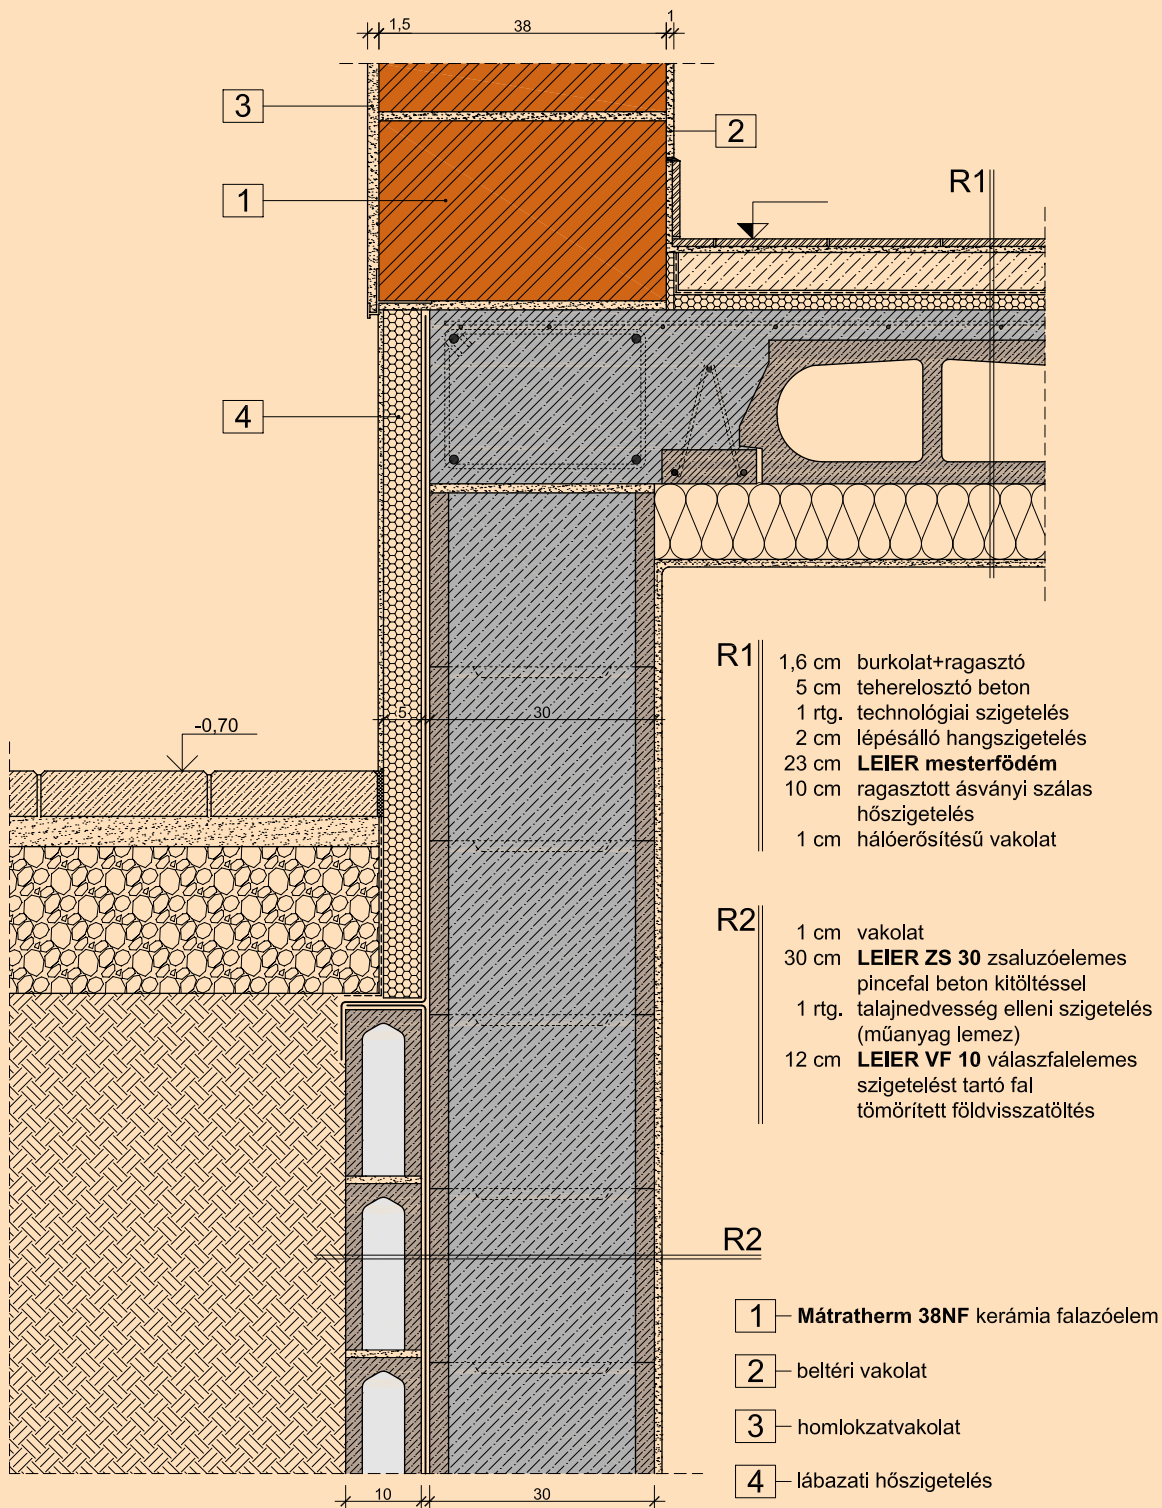 1,5
38
1
3
2
1
R1
4
5
30
-0,70
R1
1,6 cm burkolat+ragasztó
5 cm teherelosztó beton
1 rtg. technológiai szigetelés
2 cm lépésálló hangszigetelés
23 cm LEIER mesterfödém
10 cm ragasztott ásványi szálas
hőszigetelés
1 cm hálóerősítésű vakolat
R2
1 cm vakolat
30 cm LEIER ZS 30 zsaluzóelemes
pincefal beton kitöltéssel
1 rtg. talajnedvesség elleni szigetelés
(műanyag lemez)
12 cm LEIER VF 10 válaszfalelemes
szigetelést tartó fal
tömörített földvisszatöltés
R2
1 Mátratherm 38NF kerámia falazóelem
2 beltéri vakolat
3 homlokzatvakolat
4 lábazati hőszigetelés
10
30